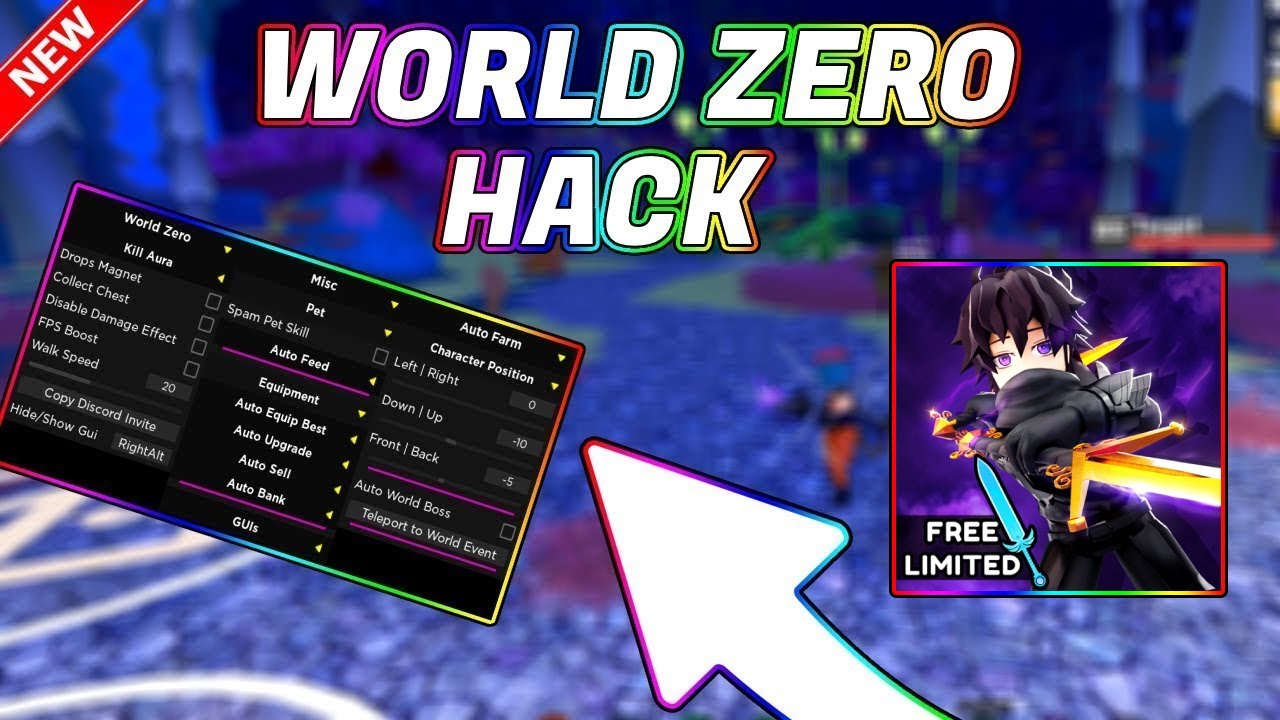 NEW
WORLD ZERO
HACK
World Zero
Kill Aura
Drops Magnet
Collect Chest
Disable Damage Effect
FPS Boost
Walk Speed
20
Copy Discord Invite
Hide/Show Gui
RightAlt
Misc
Pet
Spam Pet Skill
Auto Feed
Equipment
Auto Equip Best
Auto Upgrade
Auto Sell
Auto Bank
GUIs
Auto Farm
Character Position
Left | Right
0
Down | Up
-10
Front | Back
-5
Auto World Boss
Teleport to World Event
FREE
LIMITED